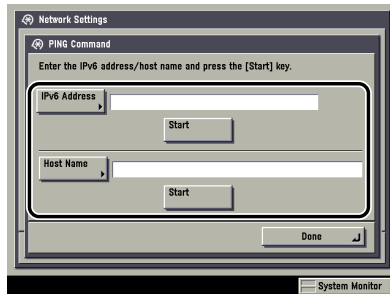 Network Settings
PING Command
Enter the IPv6 address/host name and press the [Start] key.
IPv6 Address
Start
Host Name
Start
Done
System Monitor